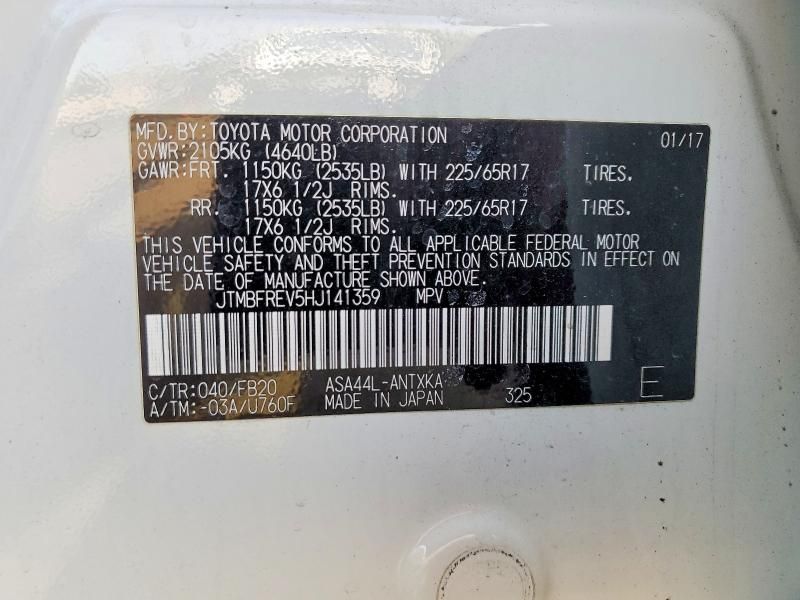 MFD.BY:TOYOTA MOTOR CORPORATION 01/17
GVWR:2105KG (4640LB)
GAWR:FRT. 1150KG (2535LB) WITH 225/65R17 TIRES.
17X6 1/2J RIMS.
RR. 1150KG (2535LB) WITH 225/65R17 TIRES.
17X6 1/2J RIMS.
THIS VEHICLE CONFORMS TO ALL APPLICABLE FEDERAL MOTOR
VEHICLE SAFETY AND THEFT PREVENTION STANDARDS IN EFFECT ON
THE DATE OF MANUFACTURE SHOWN ABOVE.
JTMBFREV5HJ141359 MPV
C/TR:040/FB20 ASA44L-ANTXKA E
A/TM:-03A/U760F MADE IN JAPAN 325